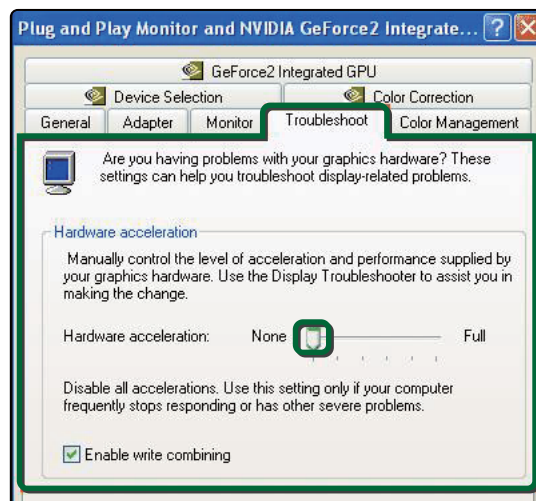 Plug and Play Monitor and NVIDIA GeForce2 Integrate...
GeForce2 Integrated GPU
Device Selection
Color Correction
General
Adapter
Monitor
Troubleshoot
Color Management
Are you having problems with your graphics hardware? These
settings can help you troubleshoot display-related problems.
Hardware acceleration
Manually control the level of acceleration and performance supplied by
your graphics hardware. Use the Display Troubleshooter to assist you in
making the change.
Hardware acceleration: None Full
Disable all accelerations. Use this setting only if your computer
frequently stops responding or has other severe problems.
Enable write combining